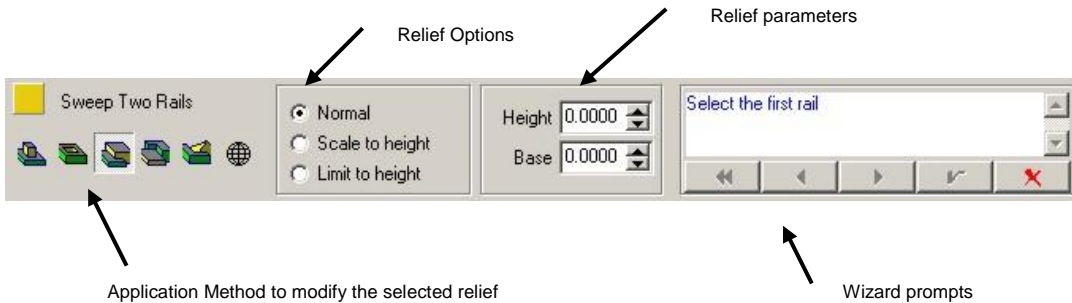 Relief parameters
Relief Options
Sweep Two Rails
Normal
Scale to height
Limit to height
Height 0.0000
Base 0.0000
Select the first rail
Application Method to modify the selected relief
Wizard prompts